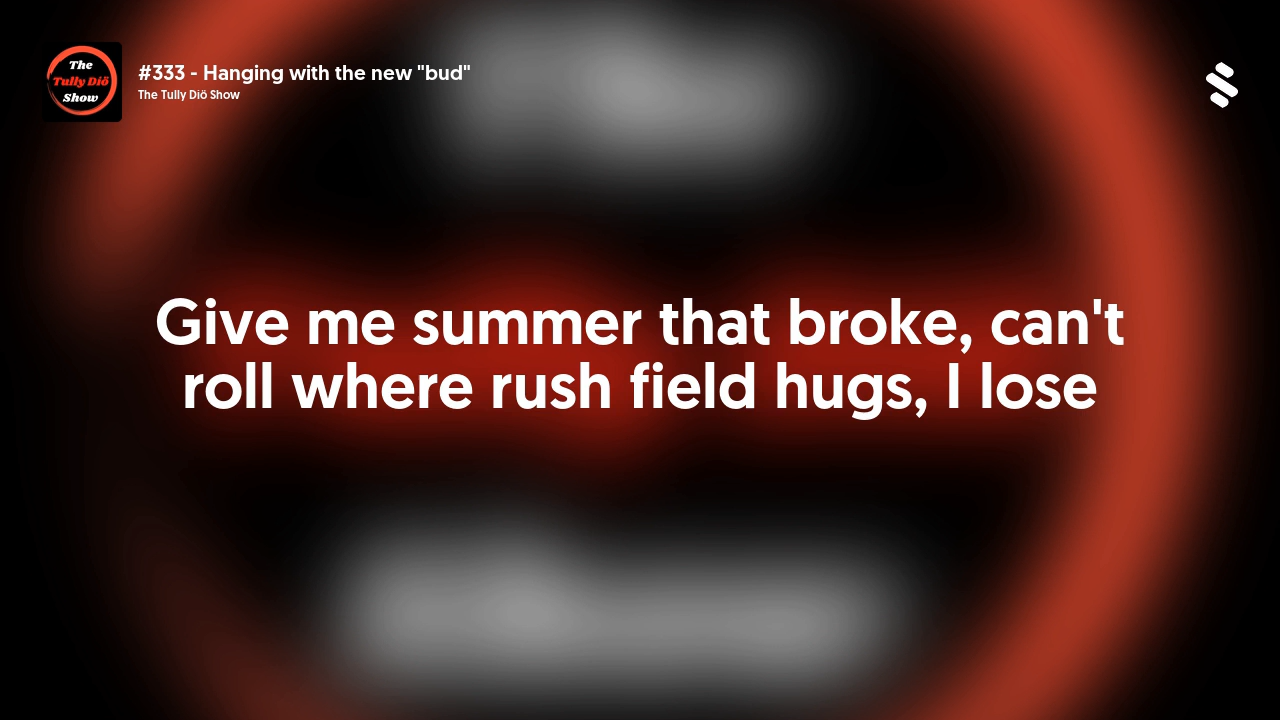 The
Tully Diö
Show
#333 - Hanging with the new "bud"
The Tully Diö Show
Give me summer that broke, can't
roll where rush field hugs, I lose